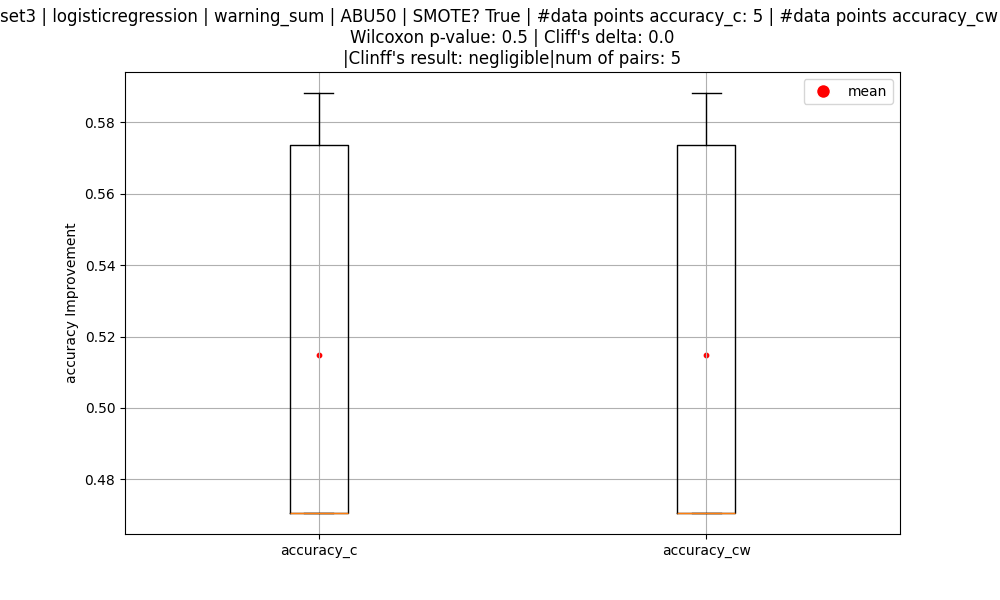 set3 | logisticregression | warning_sum | ABU50 | SMOTE? True | #data points accuracy_c: 5 | #data points accuracy_cw
Wilcoxon p-value: 0.5 | Cliff's delta: 0.0
|Clinff's result: negligible|num of pairs: 5
mean
0.58
0.56
0.54
0.52
0.50
0.48
accuracy Improvement
accuracy_c
accuracy_cw